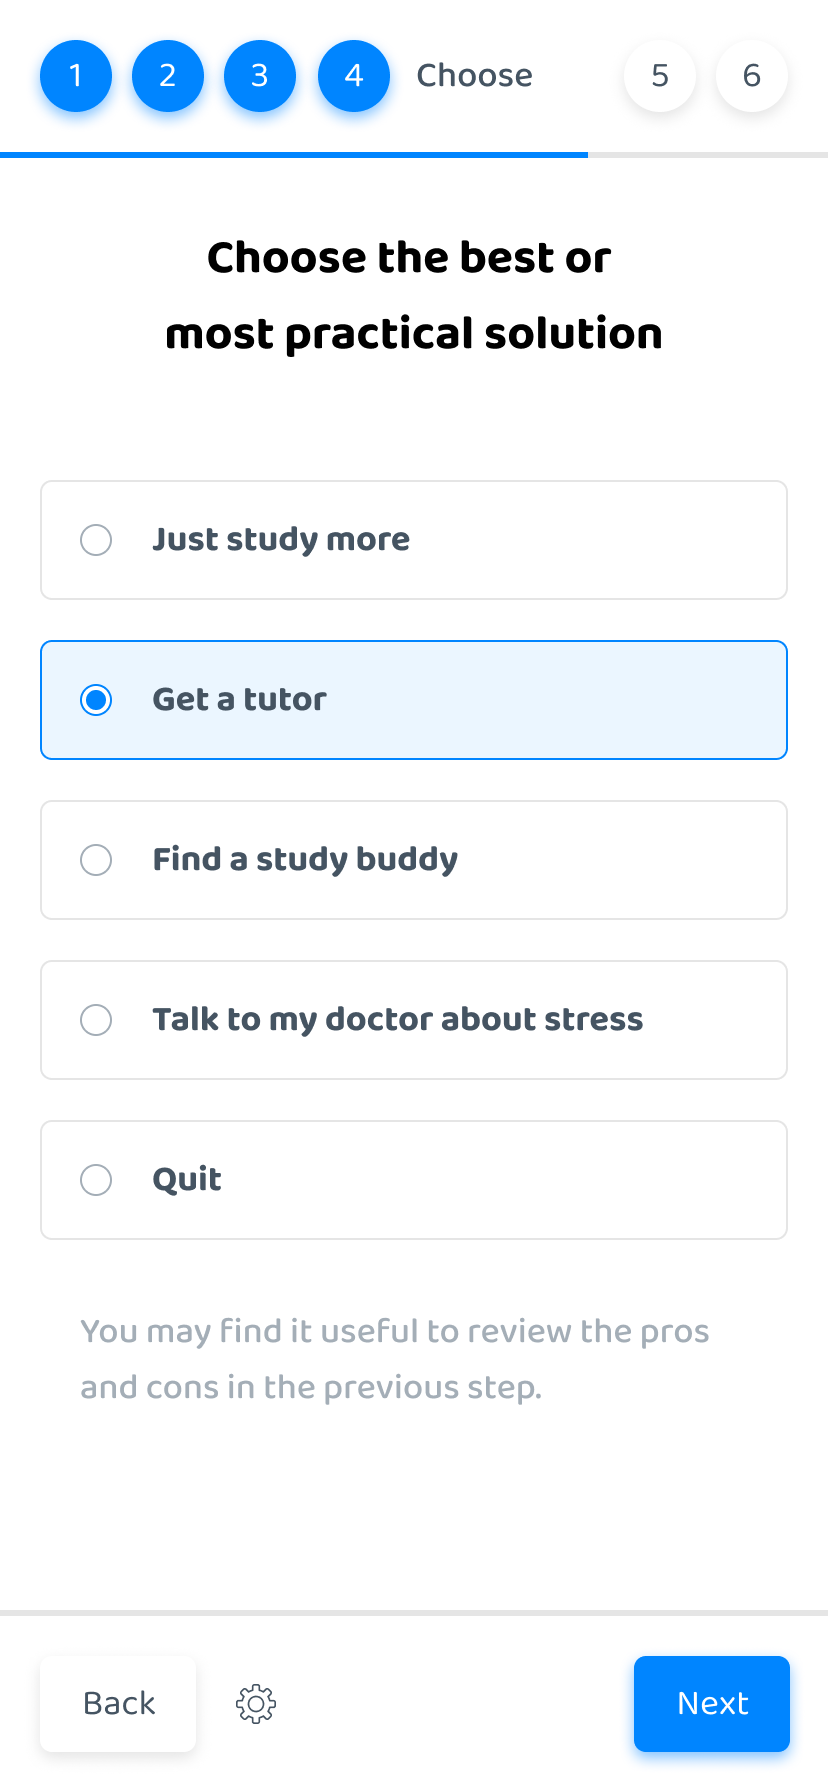 1 2 3 4 Choose 5 6
Choose the best or
most practical solution
Just study more
Get a tutor
Find a study buddy
Talk to my doctor about stress
Quit
You may find it useful to review the pros
and cons in the previous step.
Back Next